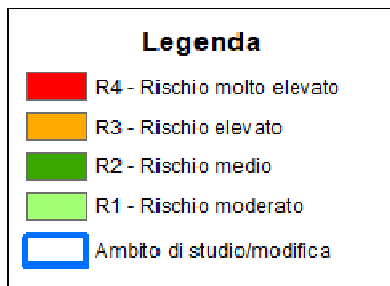 Legenda
R4 - Rischio molto elevato
R3 - Rischio elevato
R2 - Rischio medio
R1 - Rischio moderato
Ambito di studio/modifica